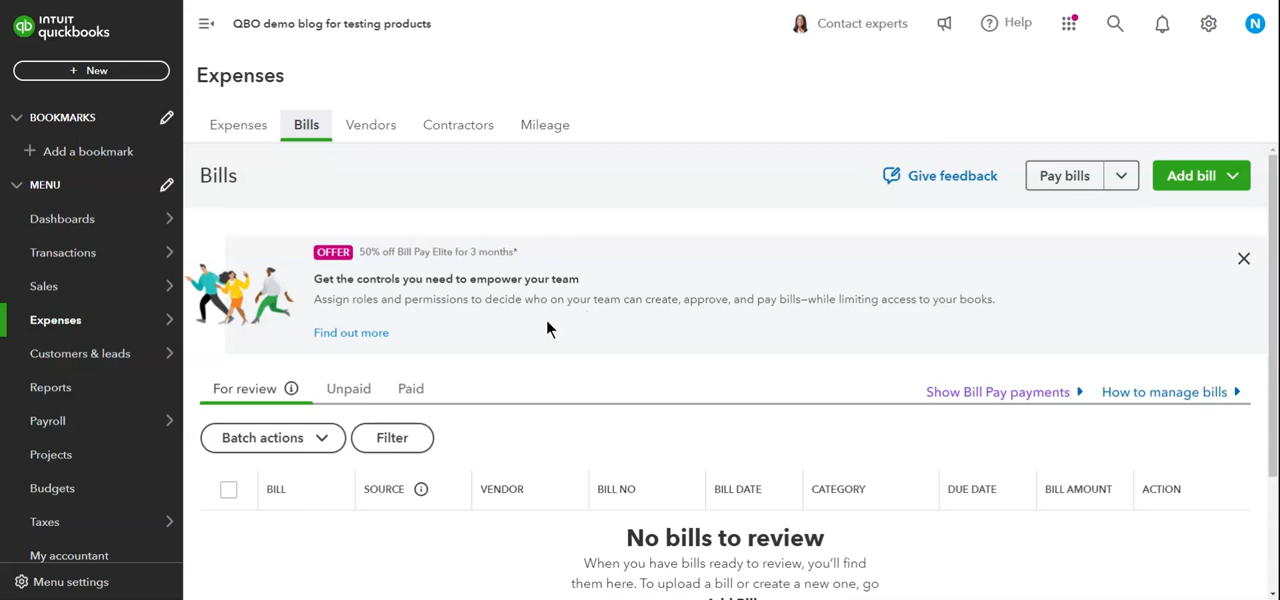 INTUIT
quickbooks
QBO demo blog for testing products
Contact experts
Help
N
+ New
BOOKMARKS
+ Add a bookmark
MENU
Dashboards
Transactions
Sales
Expenses
Customers & leads
Reports
Payroll
Projects
Budgets
Taxes
My accountant
Menu settings
Expenses
Expenses Bills Vendors Contractors Mileage
Bills
Give feedback
Pay bills
Add bill
OFFER 50% off Bill Pay Elite for 3 months*
Get the controls you need to empower your team
Assign roles and permissions to decide who on your team can create, approve, and pay bills—while limiting access to your books.
Find out more
For review Unpaid Paid
Show Bill Pay payments How to manage bills
Batch actions Filter
BILL SOURCE VENDOR BILL NO BILL DATE CATEGORY DUE DATE BILL AMOUNT ACTION
No bills to review
When you have bills ready to review, you'll find
them here. To upload a bill or create a new one, go